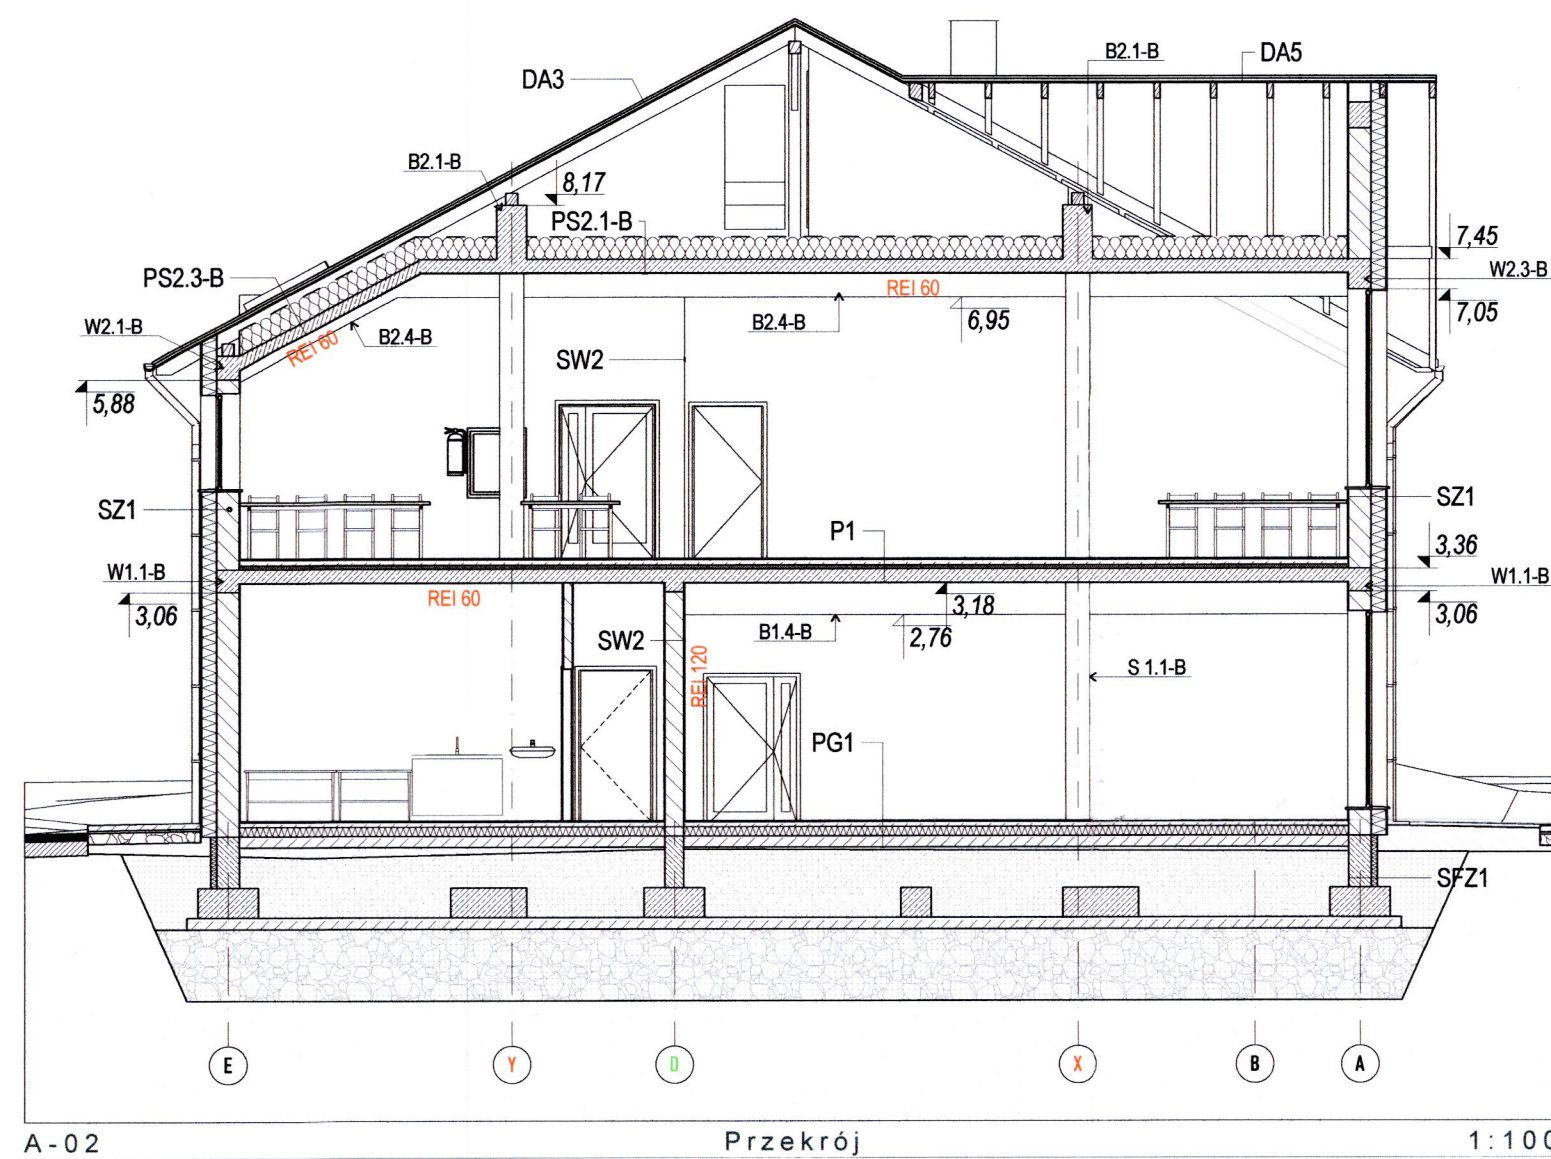 B2.1-B
DA5
DA3
B2.1-B
8,17
PS2.1-B
7,45
PS2.3-B
W2.3-B
REI 60
7,05
W2.1-B
B2.4-B
6,95
REI 60
B2.4-B
SW2
5,88
SZ1
SZ1
P1
3,36
W1.1-B
W1.1-B
REI 60
3,06
3,18
3,06
B1.4-B
2,76
SW2
REI 120
S 1.1-B
PG1
SFZ1
E Y D X B A
A-02 Przekrój 1:100